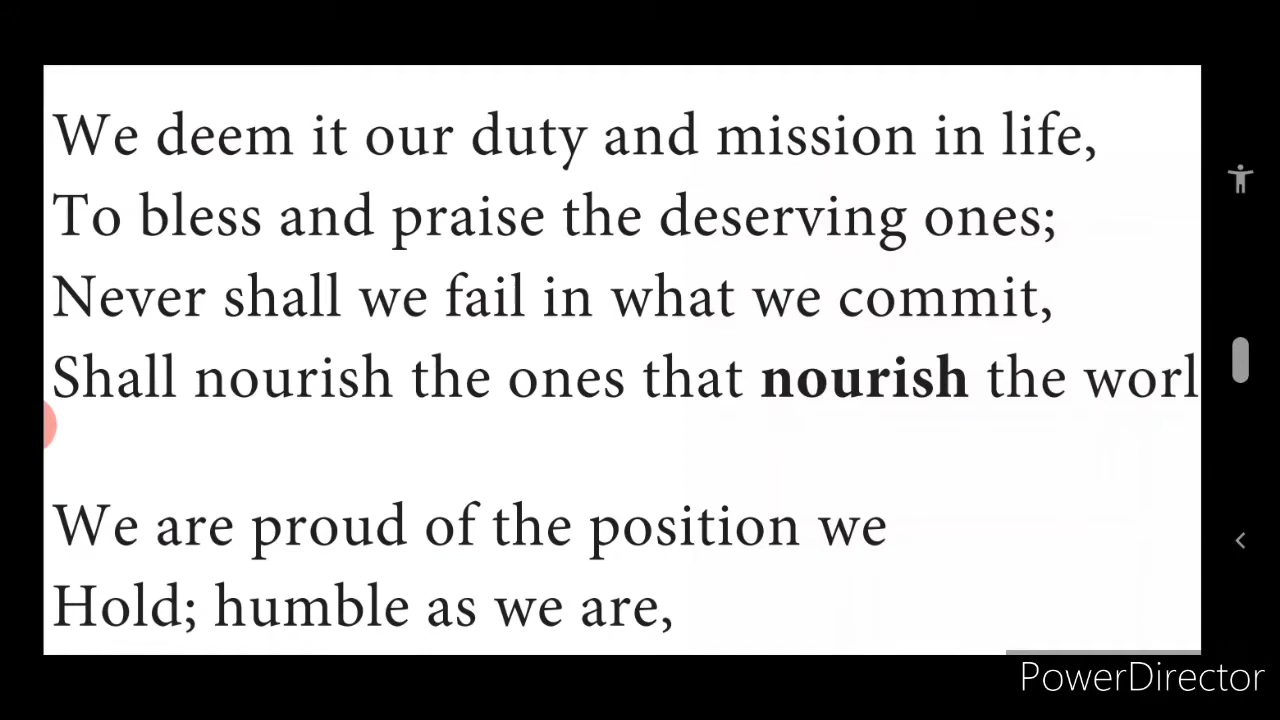 We deem it our duty and mission in life,
To bless and praise the deserving ones;
Never shall we fail in what we commit,
Shall nourish the ones that nourish the worl
We are proud of the position we
Hold; humble as we are,
PowerDirector